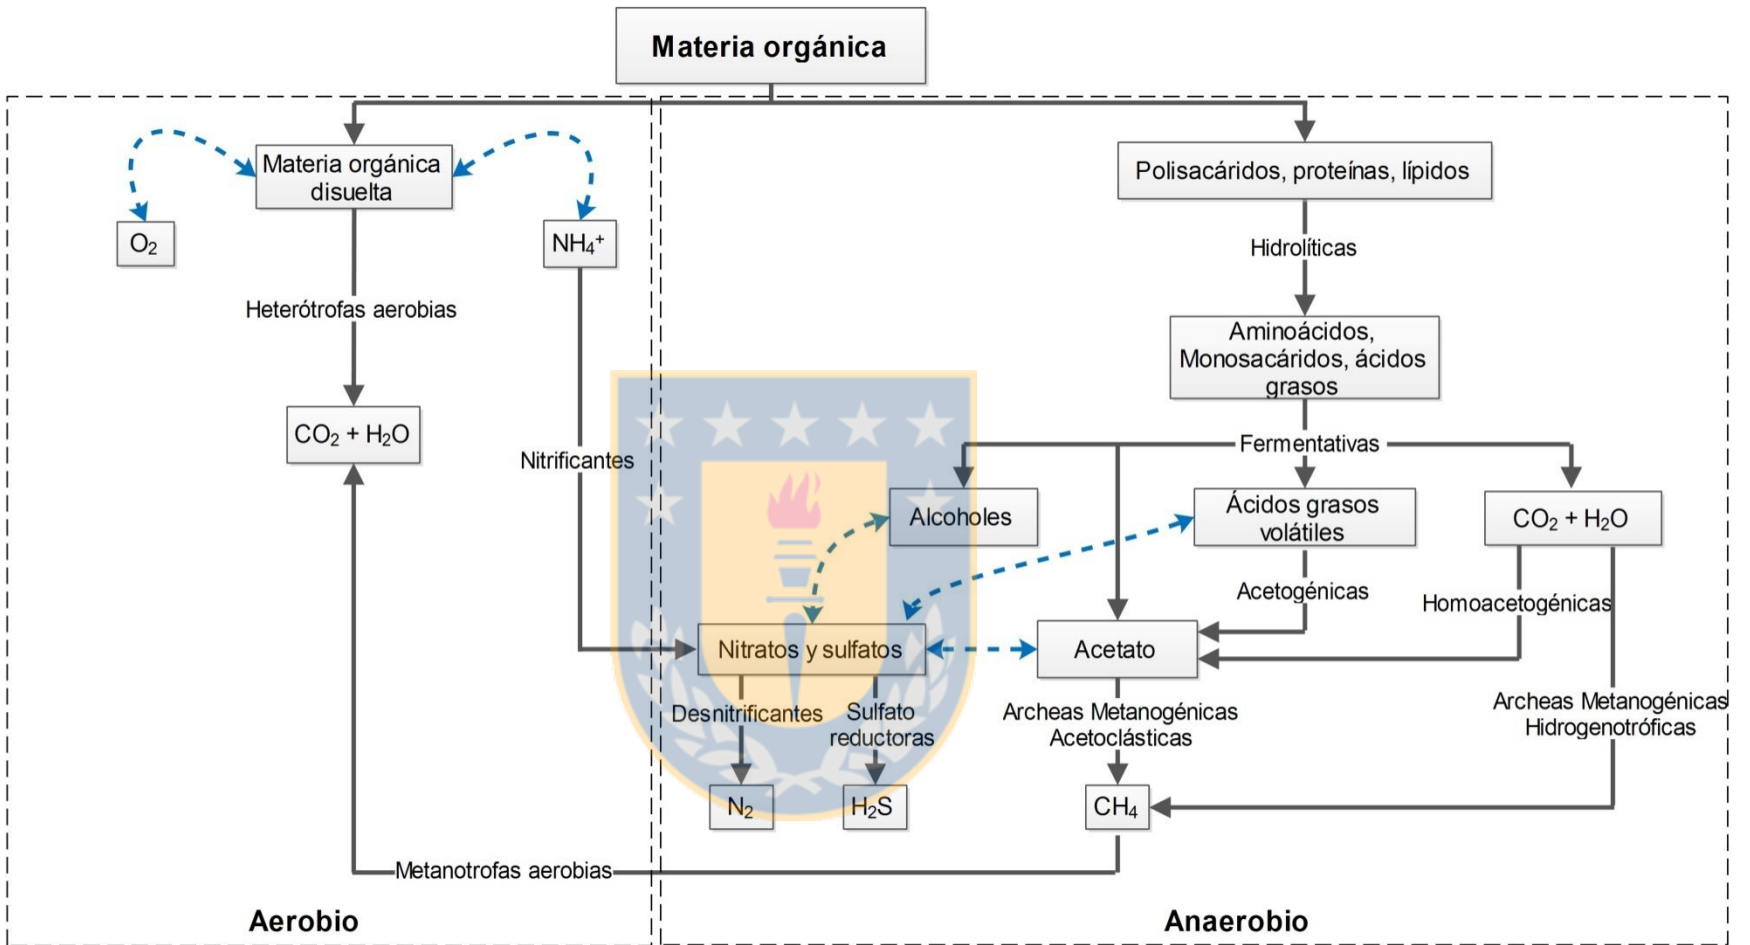 Materia orgánica
Materia orgánica
disuelta
O₂
NH₄⁺
Heterótrofas aerobias
CO₂ + H₂O
Nitrificantes
Polisacáridos, proteínas, lípidos
Hidrolíticas
Aminoácidos,
Monosacáridos, ácidos
grasos
Fermentativas
Alcoholes
Ácidos grasos
volátiles
CO₂ + H₂O
Acetogénicas
Homoacetogénicas
Nitratos y sulfatos
Acetato
Desnitrificantes
Sulfato
reductoras
Archeas Metanogénicas
Acetoclásticas
Archeas Metanogénicas
Hidrogenotróficas
N₂
H₂S
CH₄
Metanotrofas aerobias
Aerobio
Anaerobio